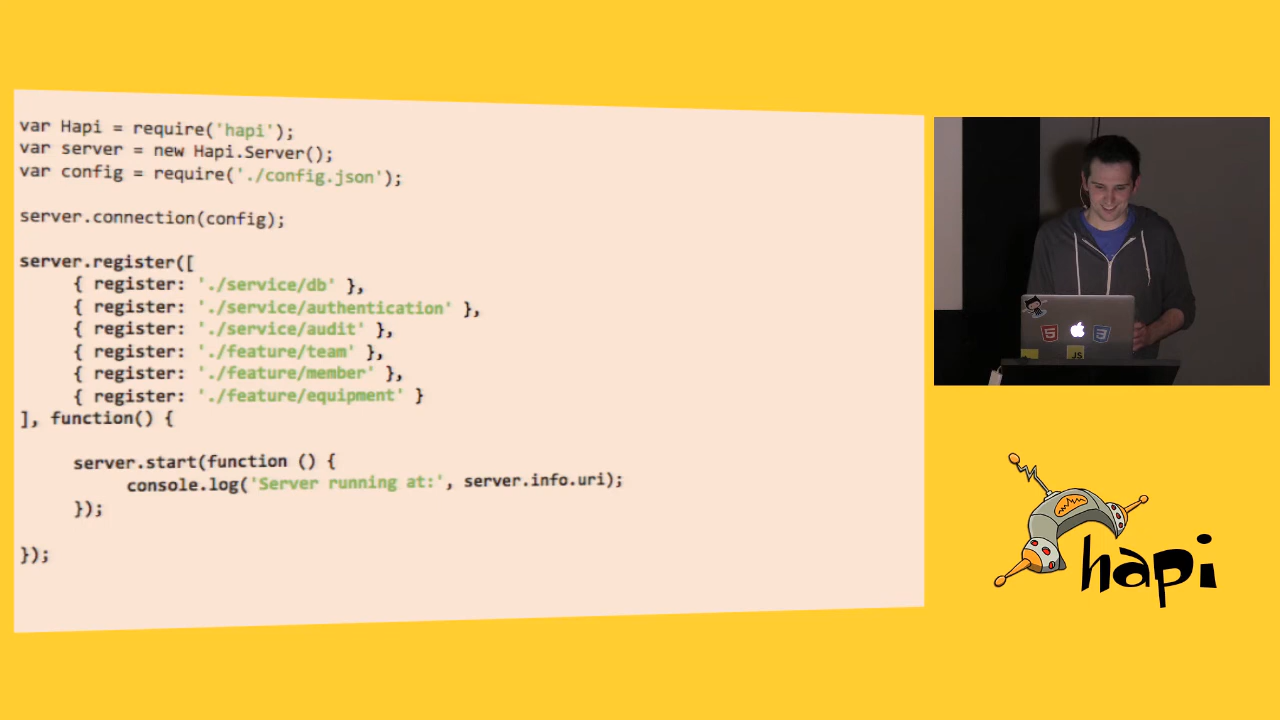 var Hapi = require('hapi');
var server = new Hapi.Server();
var config = require('./config.json');
server.connection(config);
server.register([
{ register: './service/db' },
{ register: './service/authentication' },
{ register: './service/audit' },
{ register: './feature/team' },
{ register: './feature/member' },
{ register: './feature/equipment' }
], function() {
server.start(function () {
console.log('Server running at:', server.info.uri);
});
});
JS
hapi